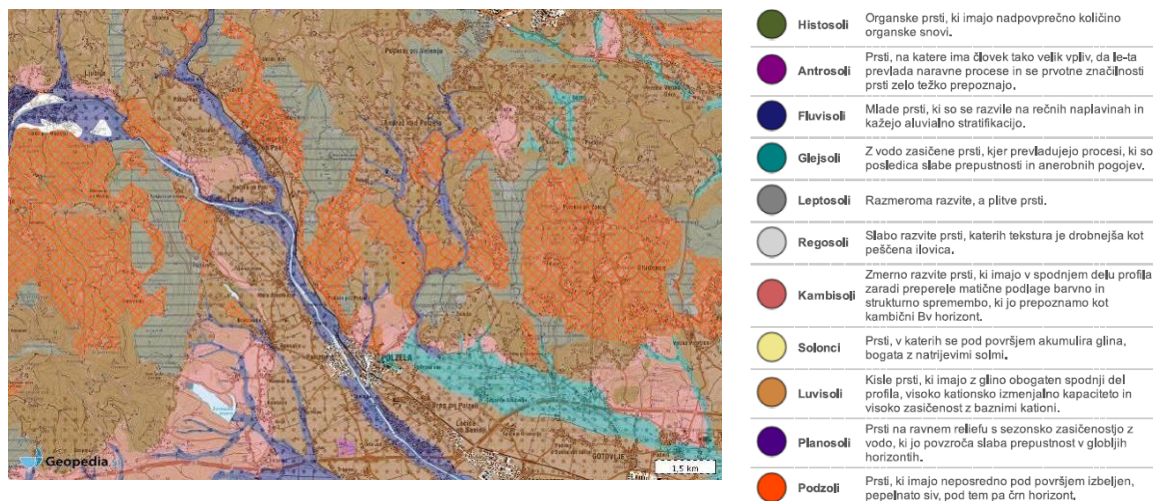 Ljubija
Letuš
POLZELA
GOTOVLJE
Geopedia
1,5 km
Histosoli
Organske prsti, ki imajo nadpovprečno količino
organske snovi.
Antrosoli
Prsti, na katere ima človek tako velik vpliv, da le-ta
prevlada naravne procese in se prvotne značilnosti
prsti zelo težko prepoznajo.
Fluvisoli
Mlade prsti, ki so se razvile na rečnih naplavinah in
kažejo aluvialno stratifikacijo.
Glejsoli
Z vodo zasičene prsti, kjer prevladujejo procesi, ki so
posledica slabe prepustnosti in anerobnih pogojev.
Leptosoli
Razmeroma razvite, a plitve prsti.
Regosoli
Slabo razvite prsti, katerih tekstura je drobnejša kot
peščena ilovica.
Kambisoli
Zmerno razvite prsti, ki imajo v spodnjem delu profila
zaradi preperele matične podlage barvno in
strukturno spremembo, ki jo prepoznamo kot
kambični Bv horizont.
Solonci
Prsti, v katerih se pod površjem akumulira glina,
bogata z natrijevimi solmi.
Luvisoli
Kisle prsti, ki imajo z glino obogaten spodnji del
profila, visoko kationsko izmenjalno kapaciteto in
visoko zasičenost z baznimi kationi.
Planosoli
Prsti na ravnem reliefu s sezonsko zasičenostjo z
vodo, ki jo povzroča slaba prepustnost v globljih
horizontih.
Podzoli
Prsti, ki imajo neposredno pod površjem izbeljen,
pepelnato siv, pod tem pa črn horizont.